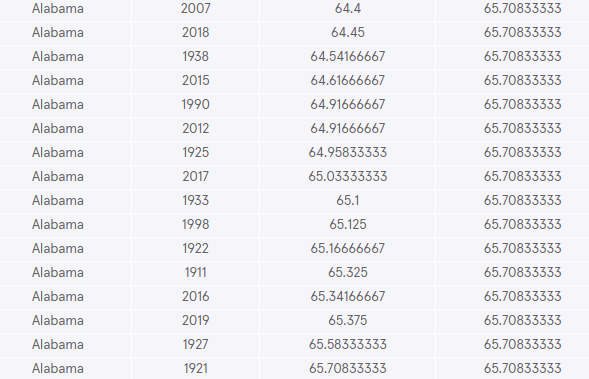 Alabama 2007 64.4 65.70833333
Alabama 2018 64.45 65.70833333
Alabama 1938 64.54166667 65.70833333
Alabama 2015 64.61666667 65.70833333
Alabama 1990 64.91666667 65.70833333
Alabama 2012 64.91666667 65.70833333
Alabama 1925 64.95833333 65.70833333
Alabama 2017 65.03333333 65.70833333
Alabama 1933 65.1 65.70833333
Alabama 1998 65.125 65.70833333
Alabama 1922 65.16666667 65.70833333
Alabama 1911 65.325 65.70833333
Alabama 2016 65.34166667 65.70833333
Alabama 2019 65.375 65.70833333
Alabama 1927 65.58333333 65.70833333
Alabama 1921 65.70833333 65.70833333